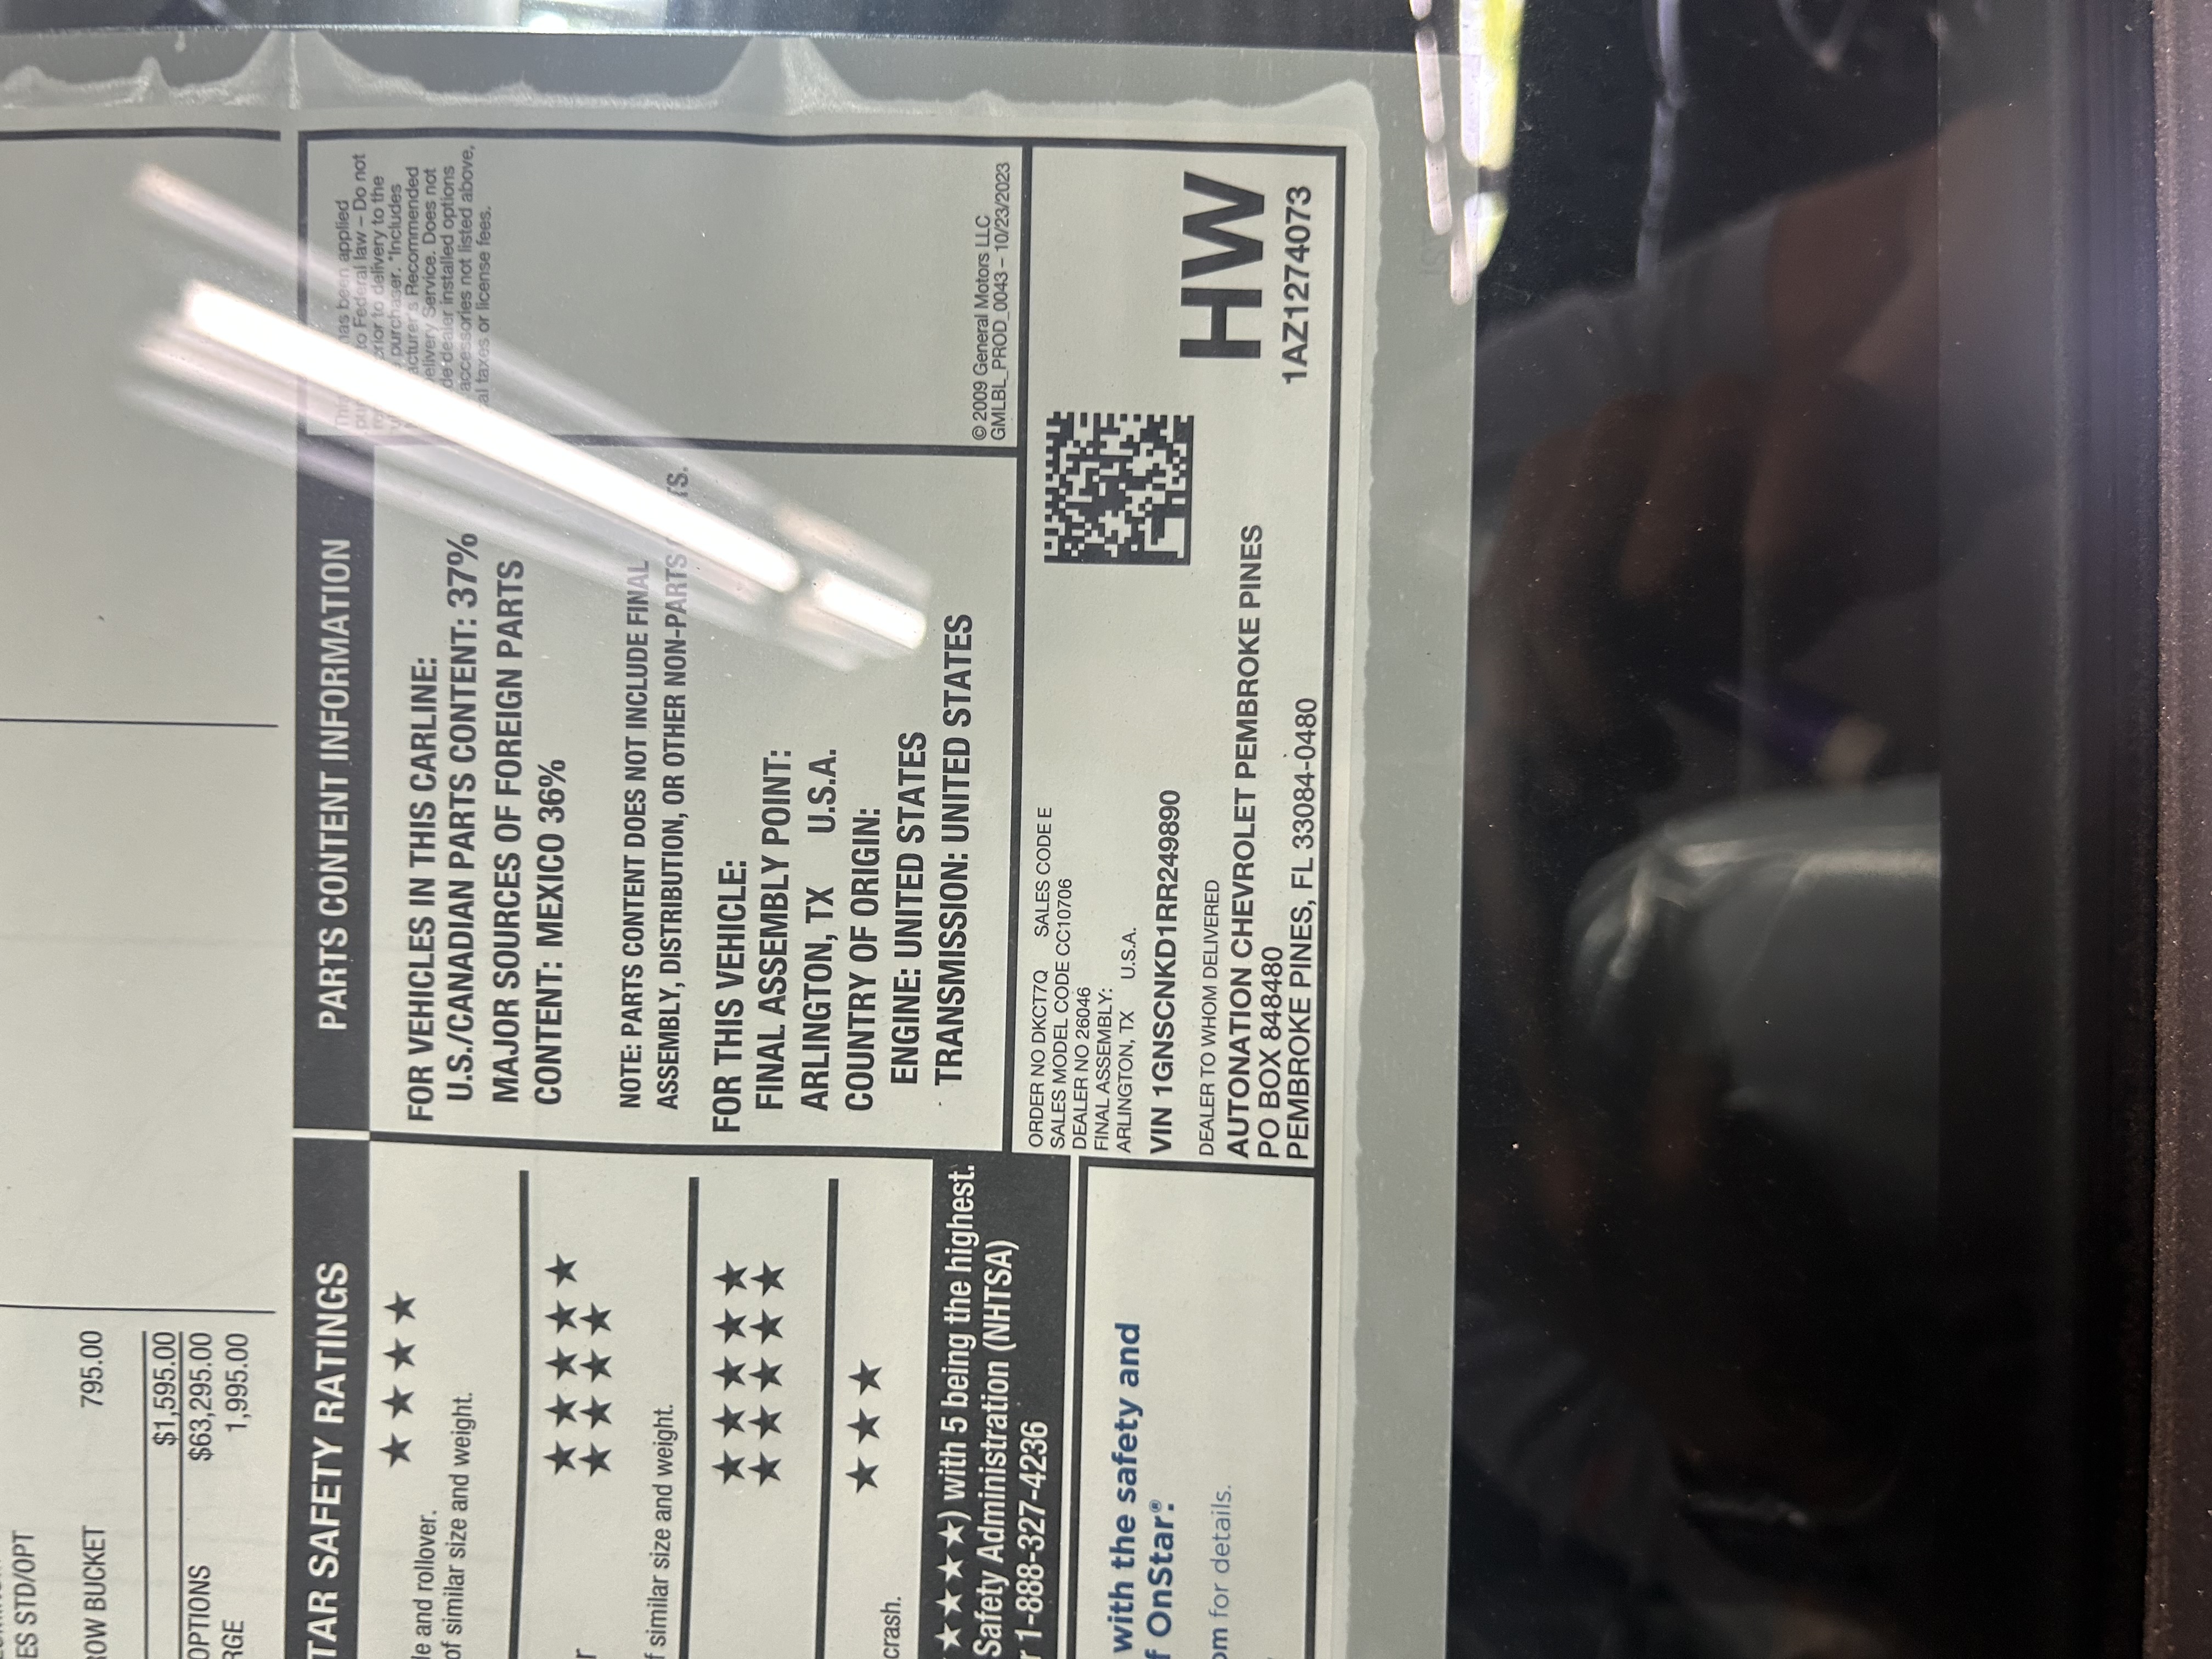 ES STD/OPT
ROW BUCKET 795.00
$1,595.00
OPTIONS $63,295.00
RGE 1,995.00
TAR SAFETY RATINGS
★★★★
le and rollover.
of similar size and weight.
★★★★★
★★★★
r
f similar size and weight.
★★★★★
★★★★★
★★★
crash.
★★★★★) with 5 being the highest.
Safety Administration (NHTSA)
r 1-888-327-4236
with the safety and
f OnStar®.
om for details.
PARTS CONTENT INFORMATION
FOR VEHICLES IN THIS CARLINE:
U.S./CANADIAN PARTS CONTENT: 37%
MAJOR SOURCES OF FOREIGN PARTS
CONTENT: MEXICO 36%
NOTE: PARTS CONTENT DOES NOT INCLUDE FINAL
ASSEMBLY, DISTRIBUTION, OR OTHER NON-PARTS
FOR THIS VEHICLE:
FINAL ASSEMBLY POINT:
ARLINGTON, TX U.S.A.
COUNTRY OF ORIGIN:
ENGINE: UNITED STATES
TRANSMISSION: UNITED STATES
has been applied
to Federal law – Do not
prior to delivery to the
purchaser. *Includes
acturer's Recommended
elivery Service. Does not
de dealer installed options
accessories not listed above,
al taxes or license fees.
© 2009 General Motors LLC
GMLBL_PROD_0043 – 10/23/2023
ORDER NO DKCT7Q SALES CODE E
SALES MODEL CODE CC10706
DEALER NO 26046
FINAL ASSEMBLY:
ARLINGTON, TX U.S.A.
VIN 1GNSCNKD1RR249890
DEALER TO WHOM DELIVERED
AUTONATION CHEVROLET PEMBROKE PINES
PO BOX 848480
PEMBROKE PINES, FL 33084-0480
HW
1AZ1274073